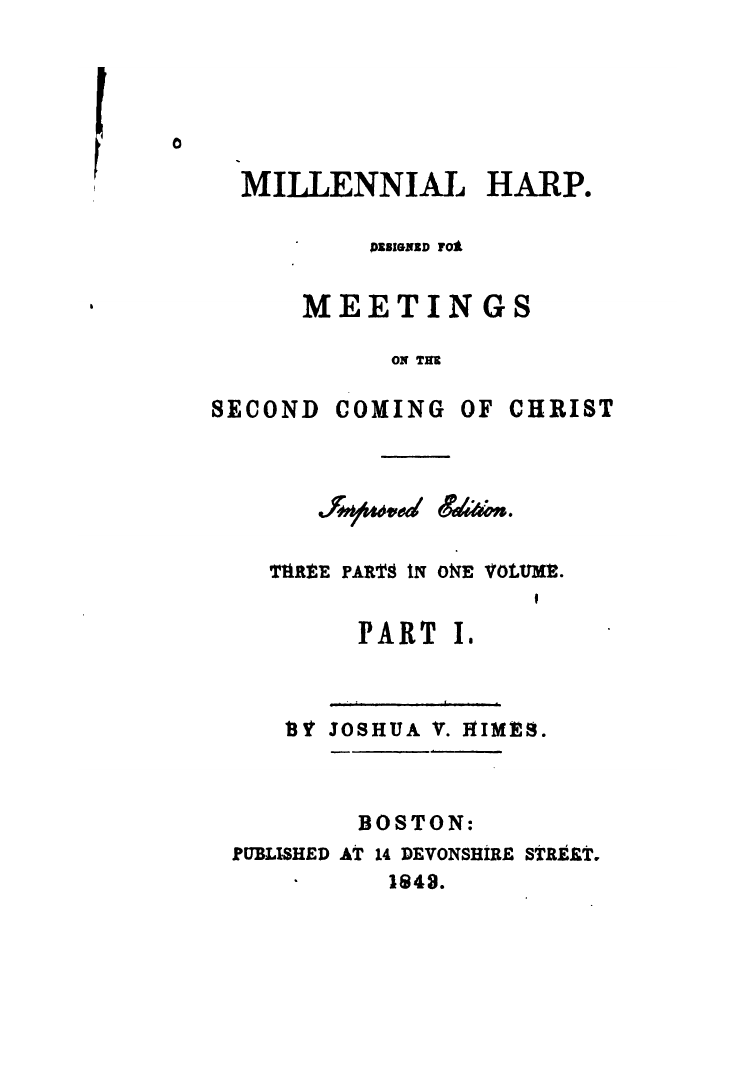 MILLENNIAL HARP.
DESIGNED FOR
MEETINGS
ON THE
SECOND COMING OF CHRIST
Improved Edition.
THREE PARTS IN ONE VOLUME.
PART I.
BY JOSHUA V. HIMES.
BOSTON:
PUBLISHED AT 14 DEVONSHIRE STREET.
1843.